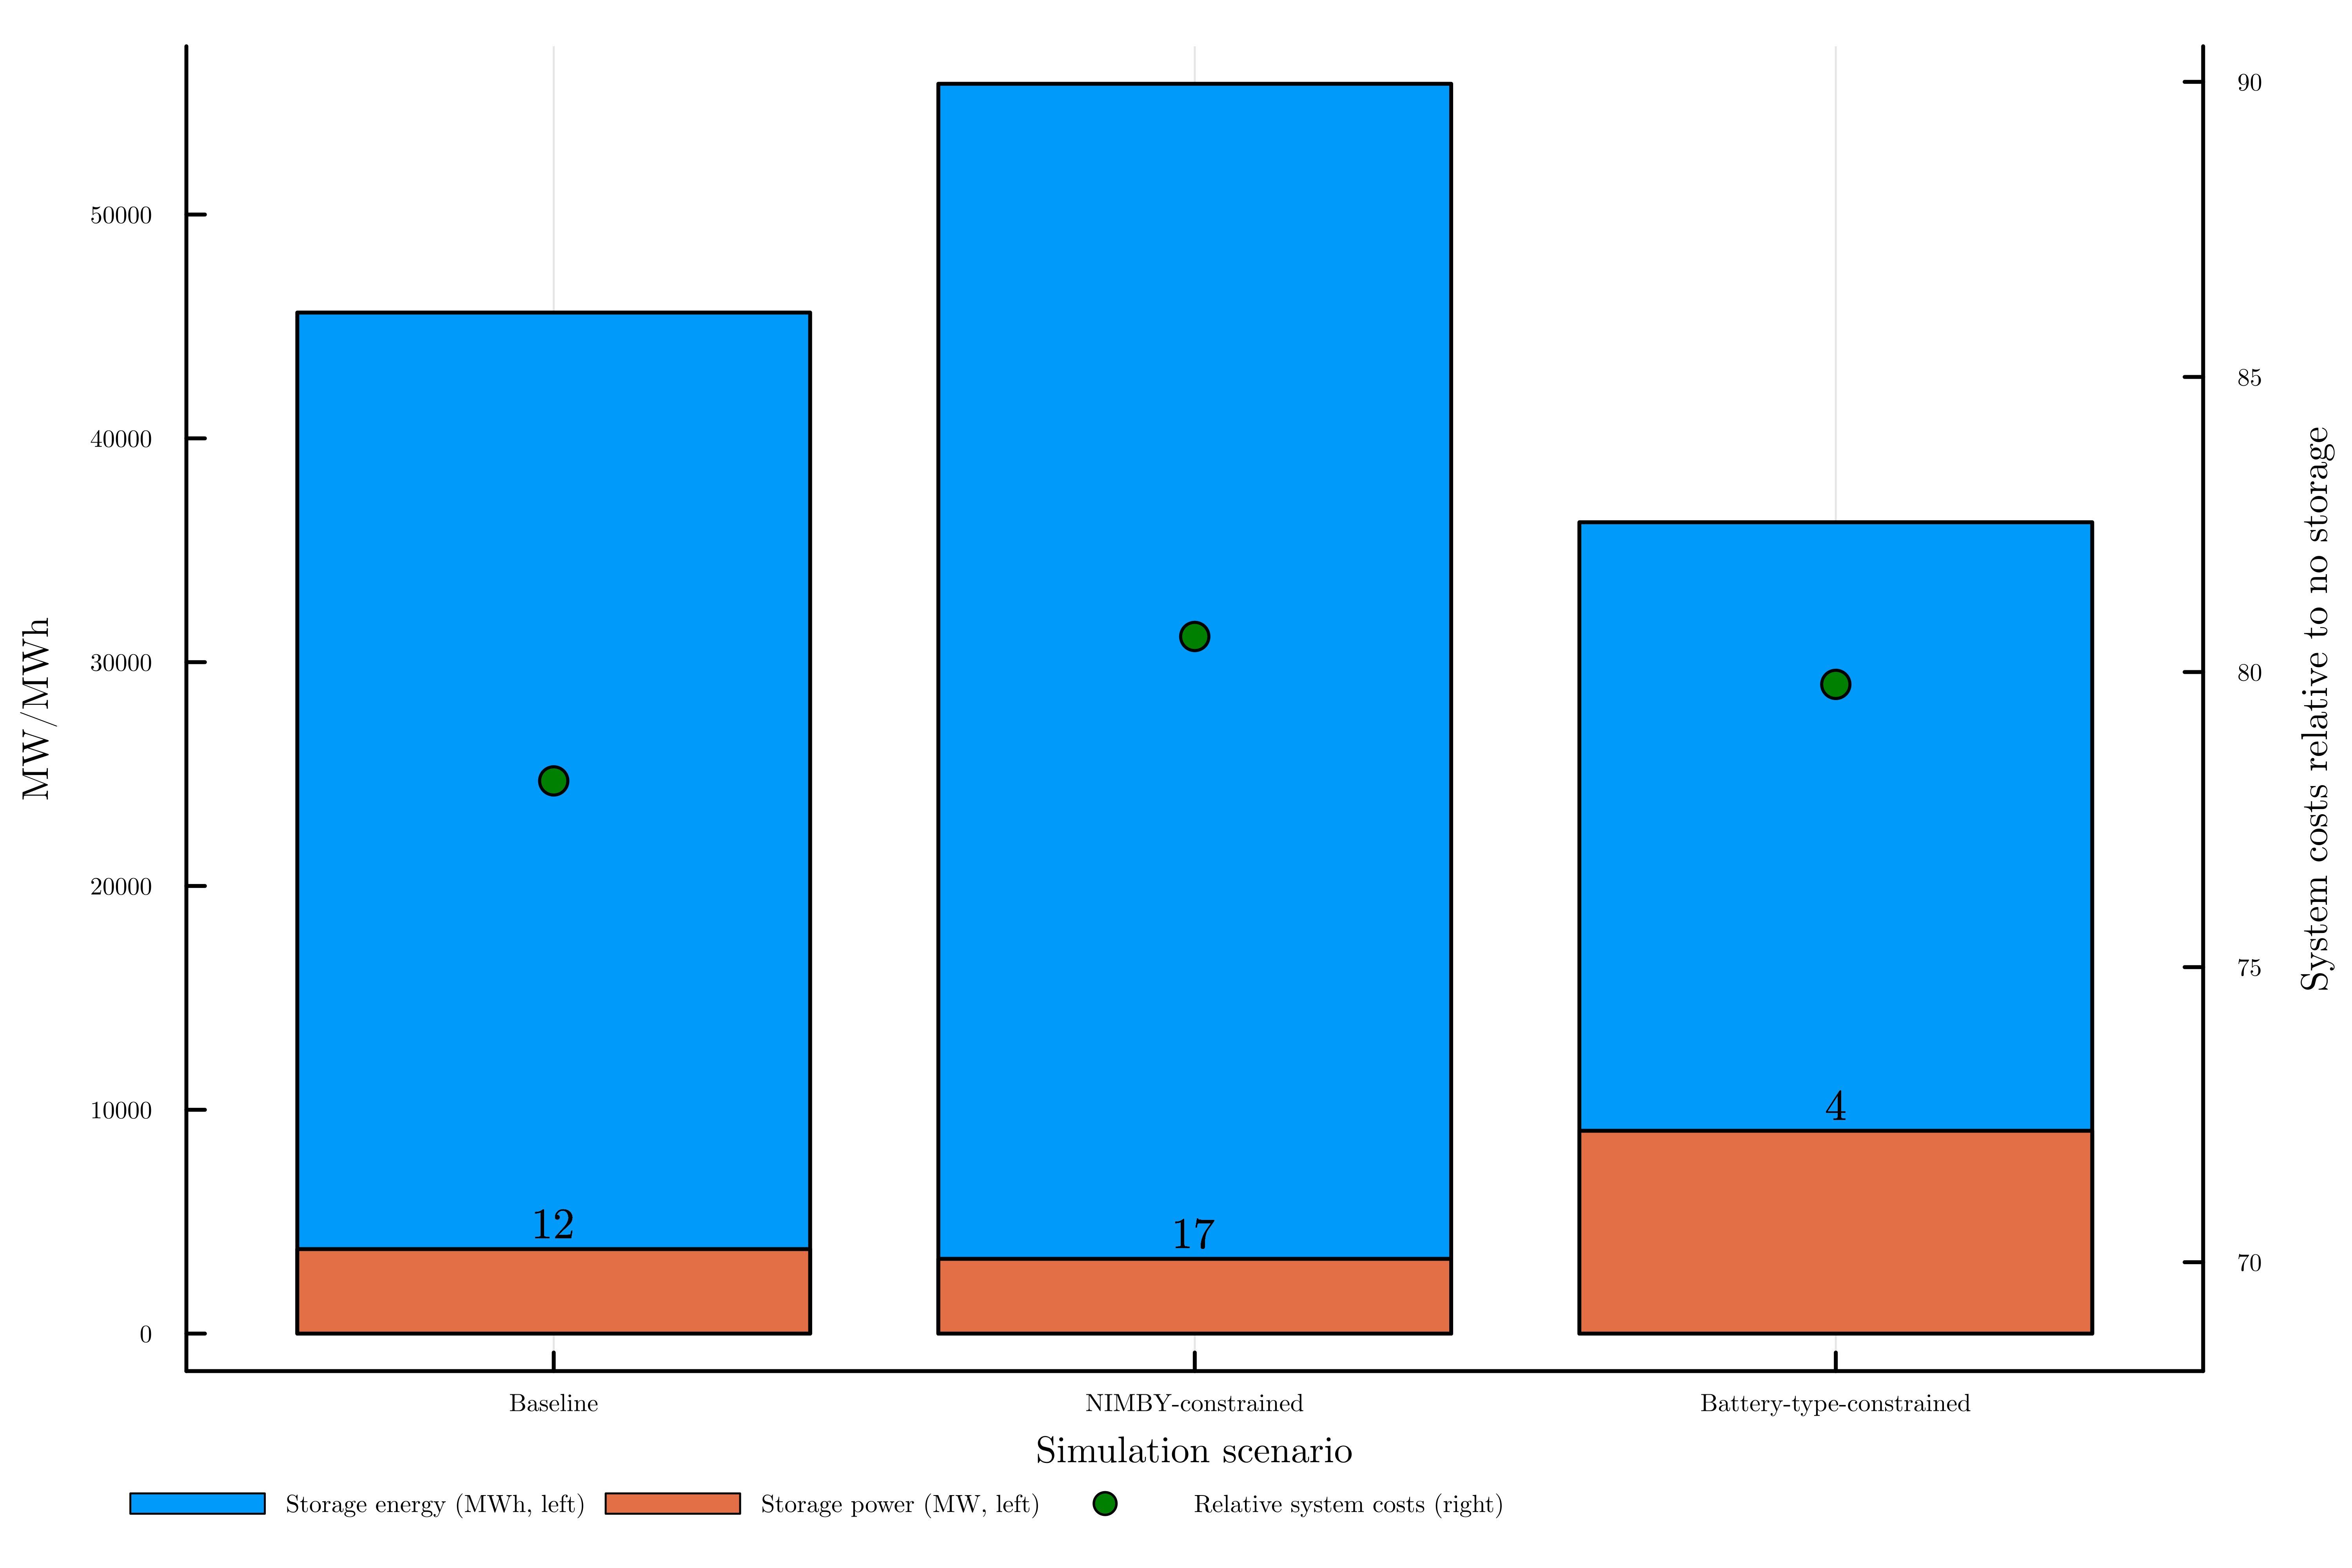 MW/MWh
50000
40000
30000
20000
10000
0
90
85
80
75
70
System costs relative to no storage
12
17
4
Baseline
NIMBY-constrained
Battery-type-constrained
Simulation scenario
Storage energy (MWh, left)
Storage power (MW, left)
Relative system costs (right)